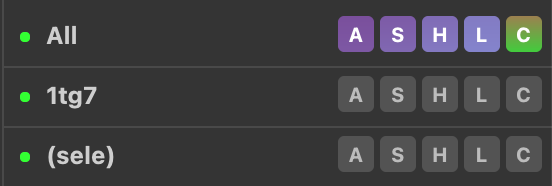 All A S H L C
1tg7 A S H L C
(sele) A S H L C